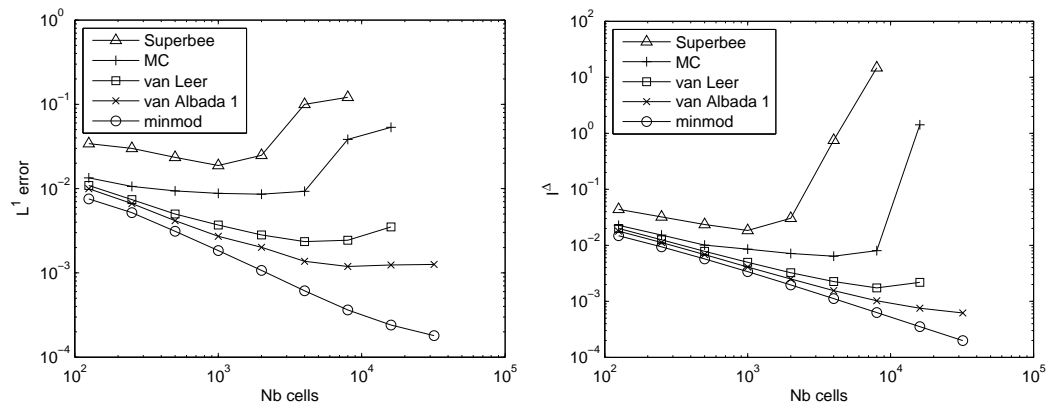 10^0
10^-1
10^-2
10^-3
10^-4
L^1 error
Superbee
MC
van Leer
van Albada 1
minmod
10^2
10^3
10^4
10^5
Nb cells
10^2
10^1
10^0
10^-1
10^-2
10^-3
10^-4
I^Δ
Superbee
MC
van Leer
van Albada 1
minmod
10^2
10^3
10^4
10^5
Nb cells